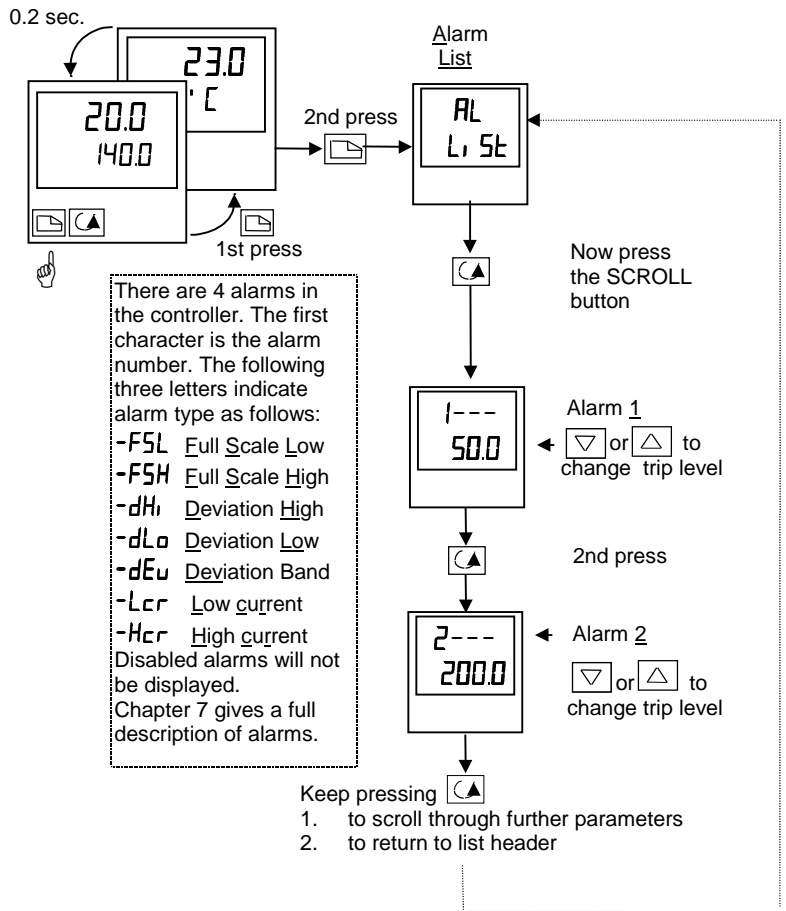 0.2 sec.
23.0
°C
20.0
140.0
1st press
2nd press
Alarm
List
AL
Li St
Now press
the SCROLL
button
There are 4 alarms in
the controller. The first
character is the alarm
number. The following
three letters indicate
alarm type as follows:
-FSL Full Scale Low
-FSH Full Scale High
-dHi Deviation High
-dLo Deviation Low
-dEv Deviation Band
-Lcr Low current
-Hcr High current
Disabled alarms will not
be displayed.
Chapter 7 gives a full
description of alarms.
1---
50.0
Alarm 1
or to
change trip level
2nd press
2---
200.0
Alarm 2
or to
change trip level
Keep pressing
1. to scroll through further parameters
2. to return to list header